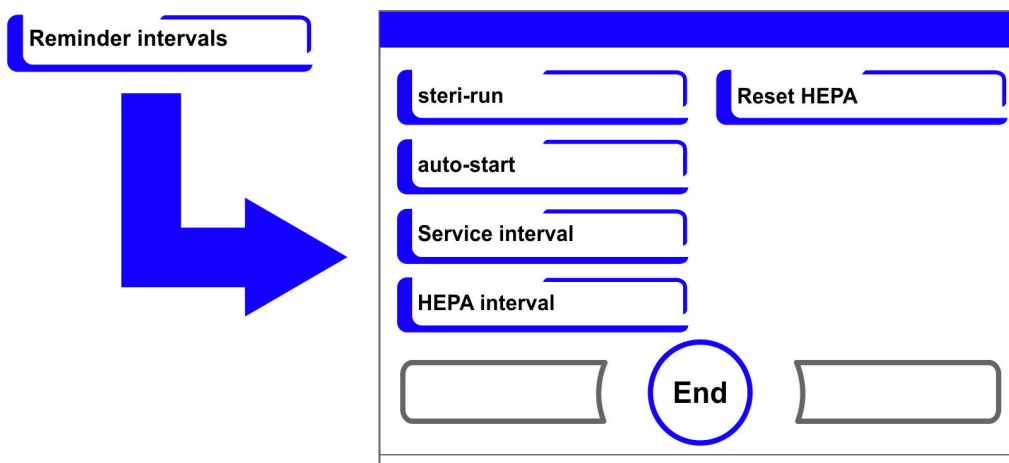 Reminder intervals
steri-run
Reset HEPA
auto-start
Service interval
HEPA interval
End